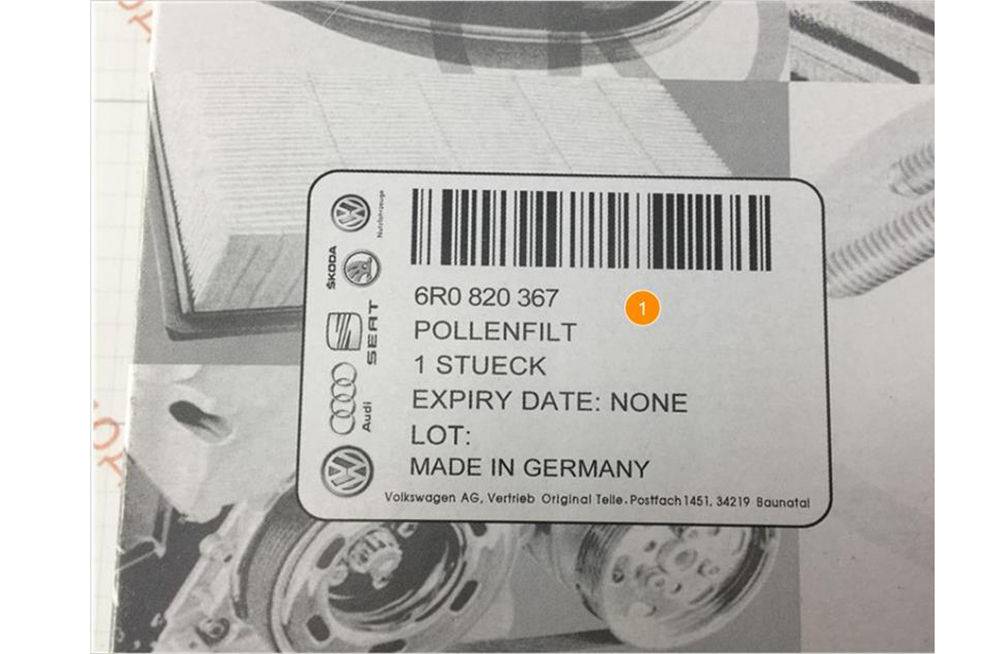 Nutzfahrzeuge
ŠKODA
SEAT
Audi
6R0 820 367
1
POLLENFILT
1 STUECK
EXPIRY DATE: NONE
LOT:
MADE IN GERMANY
Volkswagen AG, Vertrieb Original Teile. Postfach 1451, 34219 Baunatal